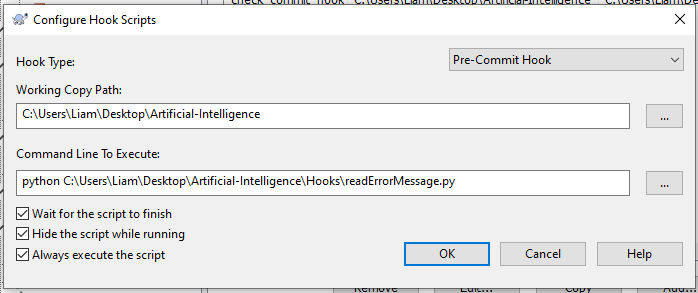 check_commit_hook C:\Users\Liam\Desktop\Artificial-Intelligence
Configure Hook Scripts
Hook Type:
Pre-Commit Hook
Working Copy Path:
C:\Users\Liam\Desktop\Artificial-Intelligence
...
Command Line To Execute:
python C:\Users\Liam\Desktop\Artificial-Intelligence\Hooks\readErrorMessage.py
...
Wait for the script to finish
Hide the script while running
Always execute the script
OK
Cancel
Help
Remove
Edit...
Copy
Add...